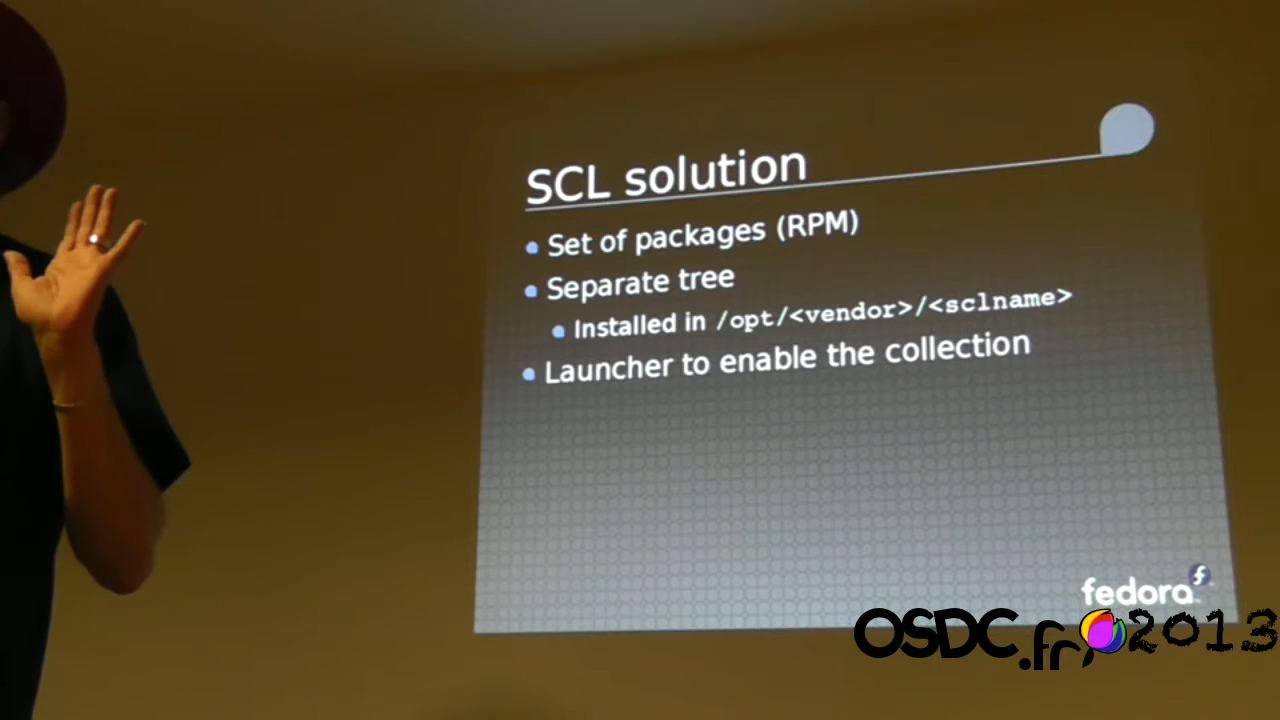 SCL solution
Set of packages (RPM)
Separate tree
Installed in /opt/<vendor>/<sclname>
Launcher to enable the collection
fedora
OSDC.fr 2013